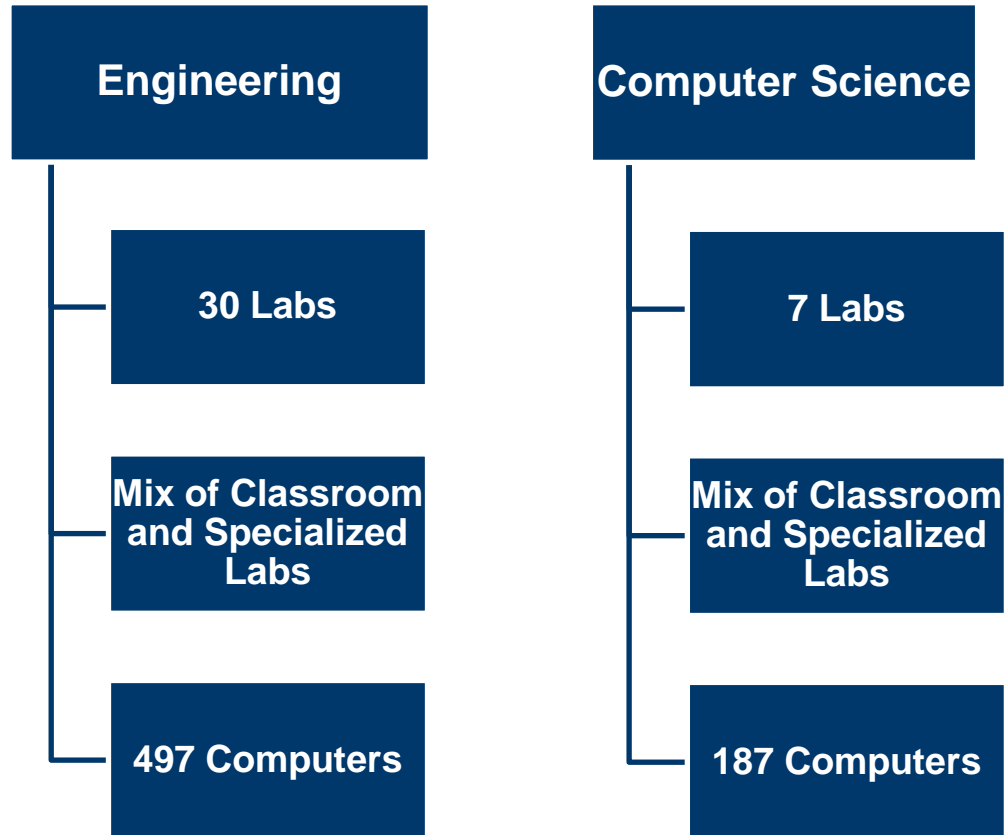 Engineering
30 Labs
Mix of Classroom
and Specialized
Labs
497 Computers
Computer Science
7 Labs
Mix of Classroom
and Specialized
Labs
187 Computers